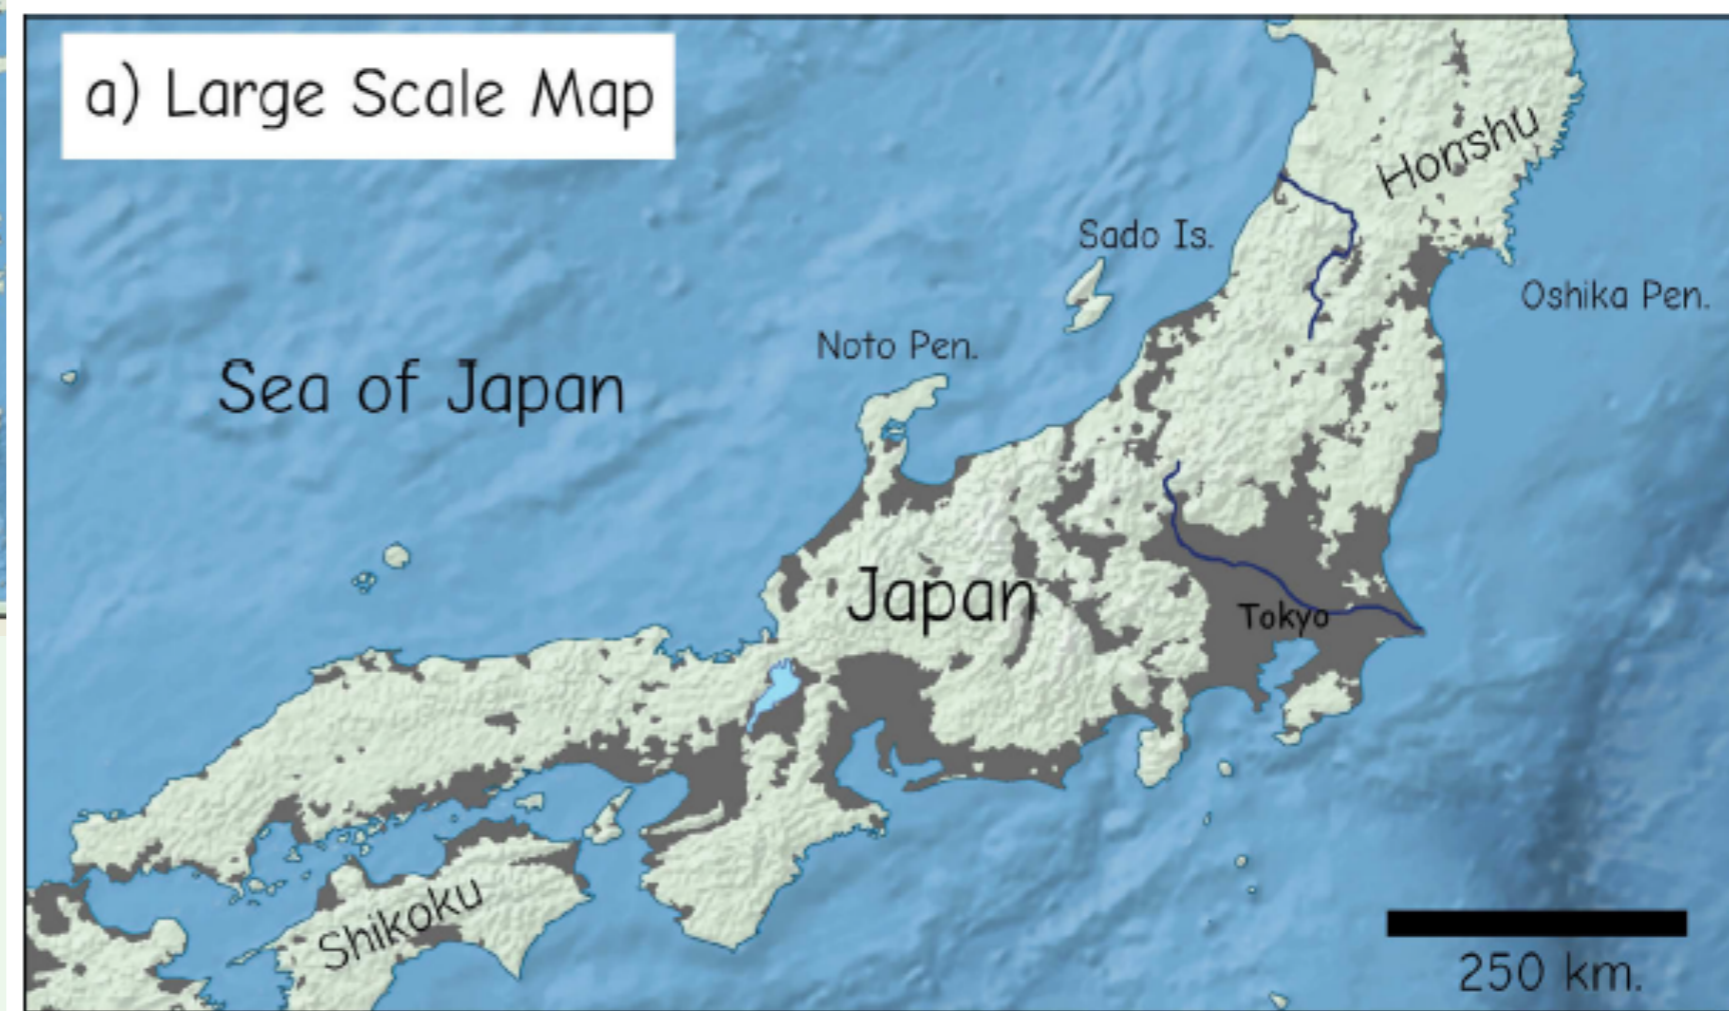 a) Large Scale Map
Honshu
Sado Is.
Oshika Pen.
Noto Pen.
Sea of Japan
Japan
Tokyo
Shikoku
250 km.